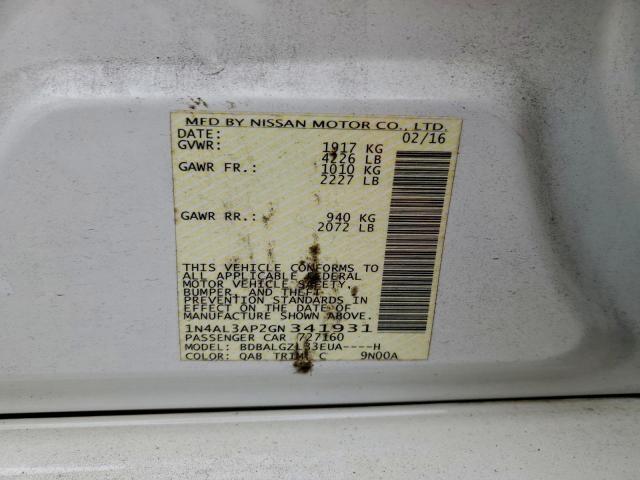 MFD BY NISSAN MOTOR CO., LTD.
DATE: 02/16
GVWR: 1917 KG
4226 LB
GAWR FR.: 1010 KG
2227 LB
GAWR RR.: 940 KG
2072 LB
THIS VEHICLE CONFORMS TO
ALL APPLICABLE FEDERAL
MOTOR VEHICLE SAFETY,
BUMPER, AND THEFT
PREVENTION STANDARDS IN
EFFECT ON THE DATE OF
MANUFACTURE SHOWN ABOVE.
1N4AL3AP2GN 341931
PASSENGER CAR 727160
MODEL: BDBALGZL33EUA----H
COLOR: QAB TRIM: C 9N00A